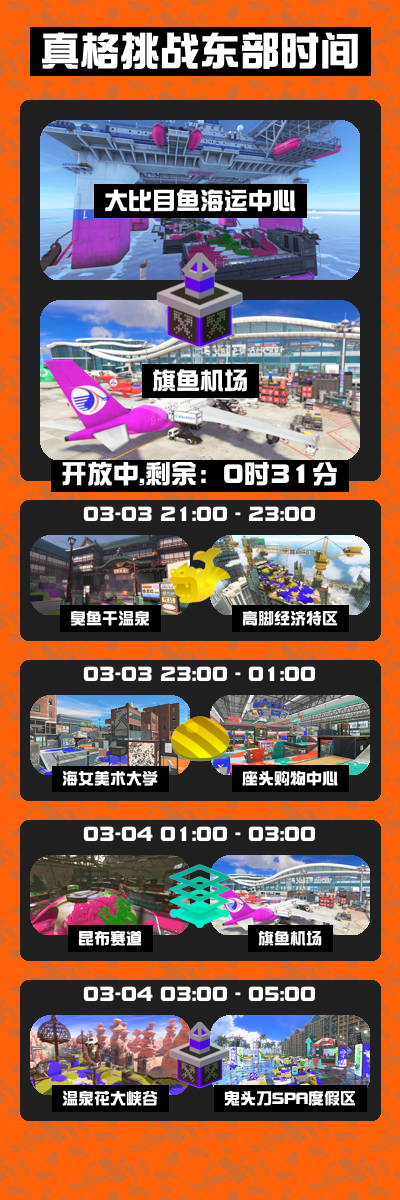 真格挑战东部时间
大比目鱼海运中心
旗鱼机场
开放中,剩余：0时31分
03-03 21:00 - 23:00
臭鱼干温泉
高脚经济特区
03-03 23:00 - 01:00
海女美术大学
座头购物中心
03-04 01:00 - 03:00
昆布赛道
旗鱼机场
03-04 03:00 - 05:00
温泉花大峡谷
鬼头刀SPA度假区